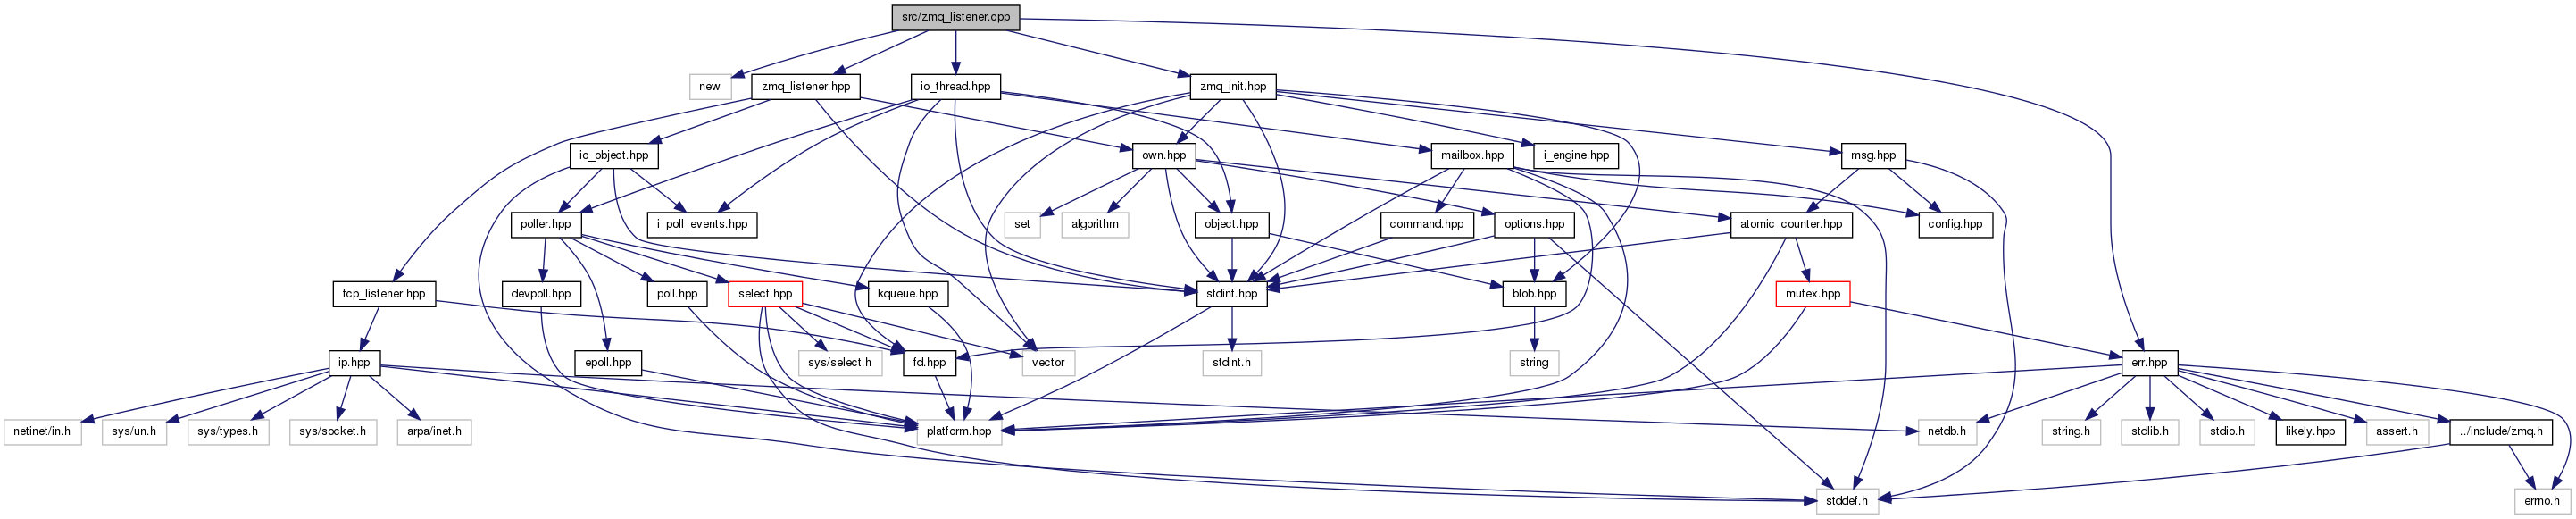 src/zmq_listener.cpp
new
zmq_listener.hpp
io_thread.hpp
zmq_init.hpp
io_object.hpp
own.hpp
mailbox.hpp
i_engine.hpp
msg.hpp
poller.hpp
i_poll_events.hpp
set
algorithm
object.hpp
command.hpp
options.hpp
atomic_counter.hpp
config.hpp
tcp_listener.hpp
devpoll.hpp
poll.hpp
select.hpp
kqueue.hpp
stdint.hpp
blob.hpp
mutex.hpp
ip.hpp
epoll.hpp
sys/select.h
fd.hpp
vector
stdint.h
string
err.hpp
netinet/in.h
sys/un.h
sys/types.h
sys/socket.h
arpa/inet.h
platform.hpp
netdb.h
string.h
stdlib.h
stdio.h
likely.hpp
assert.h
../include/zmq.h
stddef.h
errno.h